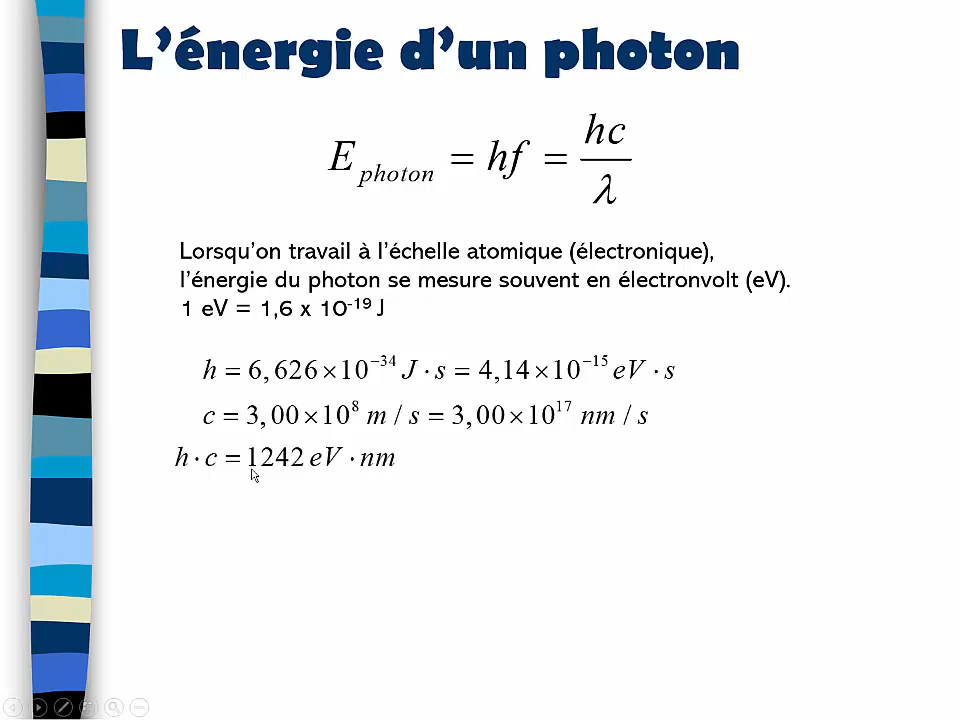 L'énergie d'un photon
E photon = hf = hc / λ
Lorsqu'on travail à l'échelle atomique (électronique),
l'énergie du photon se mesure souvent en électronvolt (eV).
1 eV = 1,6 x 10⁻¹⁹ J
h = 6,626×10⁻³⁴ J·s = 4,14×10⁻¹⁵ eV·s
c = 3,00×10⁸ m/s = 3,00×10¹⁷ nm/s
h·c = 1242 eV·nm